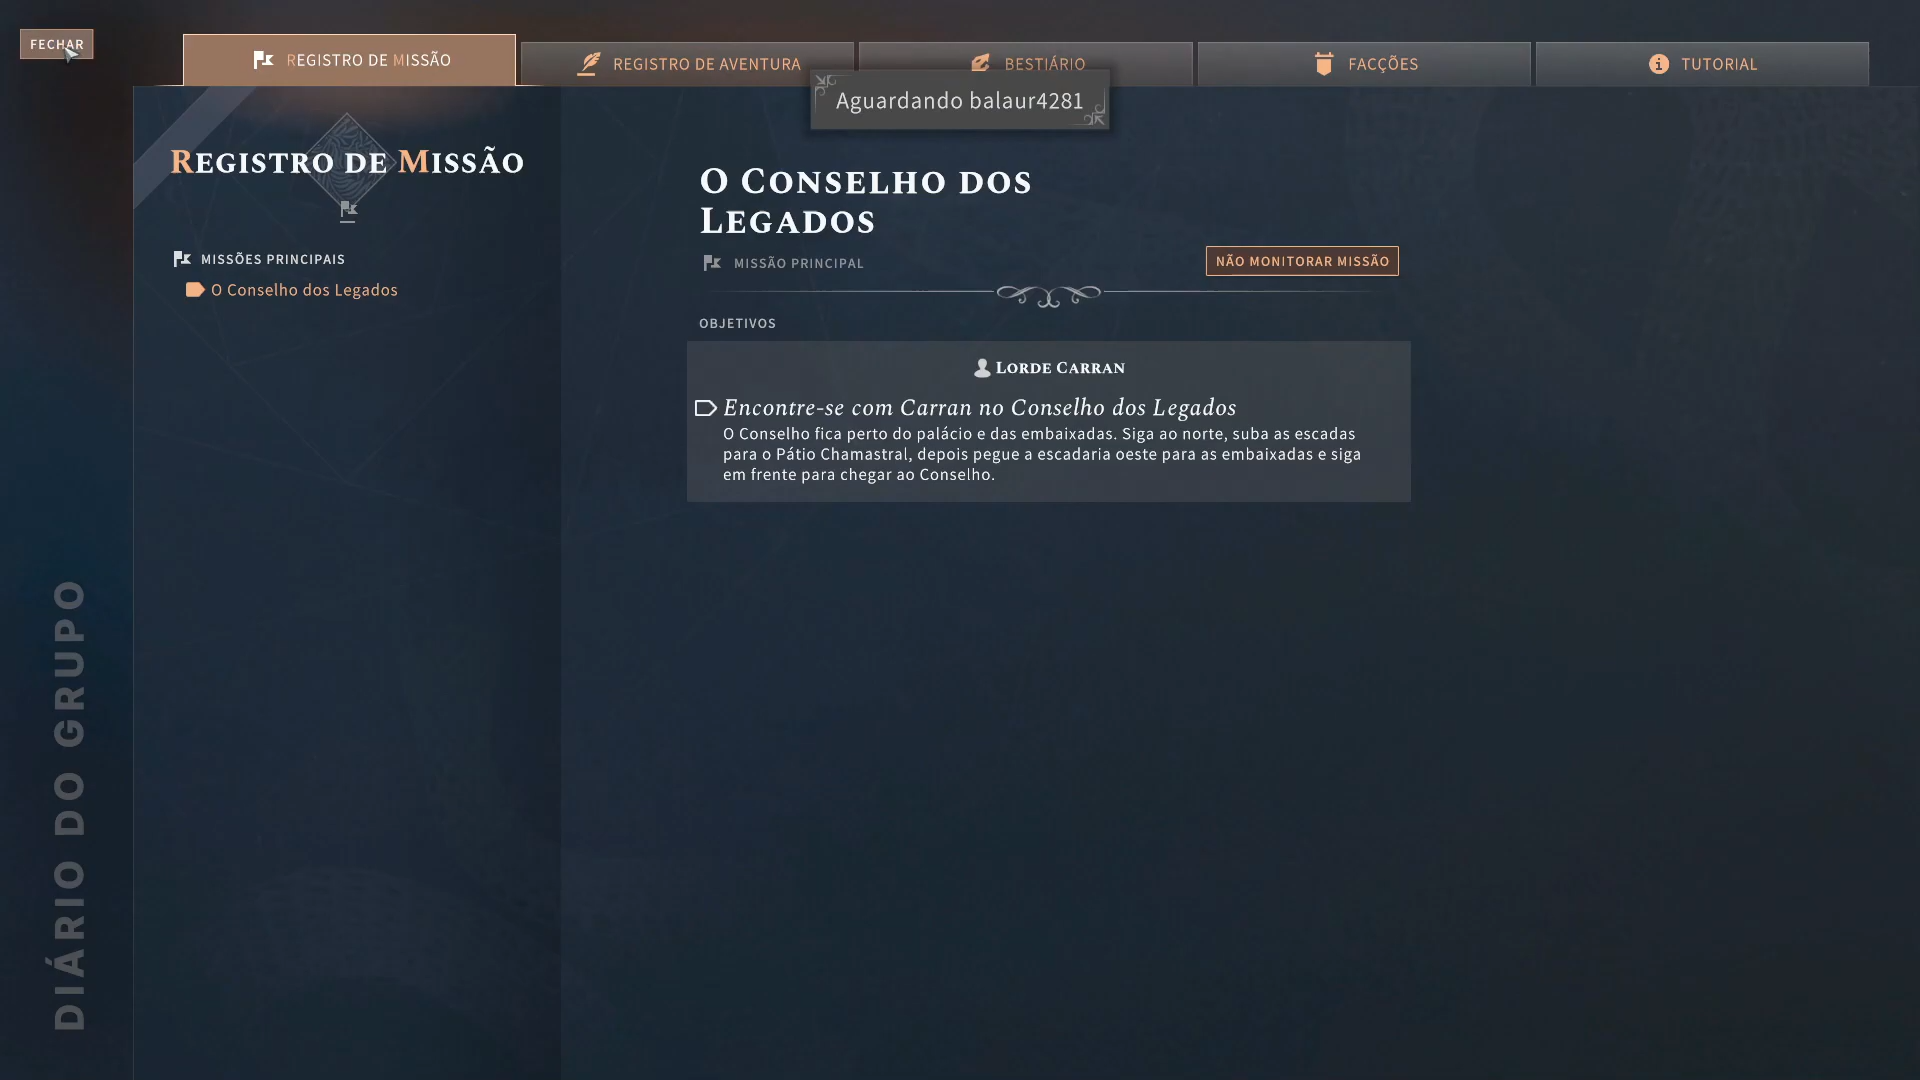 FECHAR
REGISTRO DE MISSÃO
REGISTRO DE AVENTURA
BESTIÁRIO
FACÇÕES
TUTORIAL
Aguardando balaur4281
REGISTRO DE MISSÃO
MISSÕES PRINCIPAIS
O Conselho dos Legados
O CONSELHO DOS
LEGADOS
MISSÃO PRINCIPAL
NÃO MONITORAR MISSÃO
OBJETIVOS
LORDE CARRAN
Encontre-se com Carran no Conselho dos Legados
O Conselho fica perto do palácio e das embaixadas. Siga ao norte, suba as escadas
para o Pátio Chamastral, depois pegue a escadaria oeste para as embaixadas e siga
em frente para chegar ao Conselho.
DIÁRIO DO GRUPO